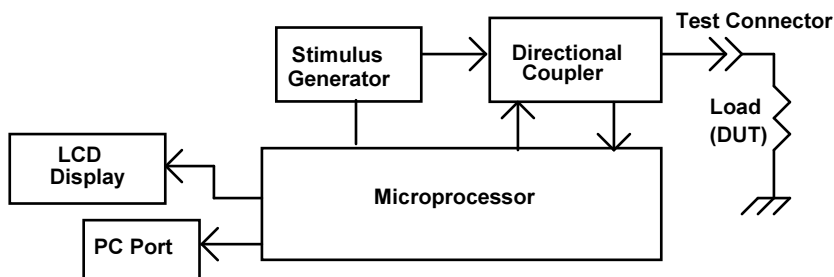 Test Connector
Stimulus
Generator
Directional
Coupler
Load
(DUT)
LCD
Display
Microprocessor
PC Port